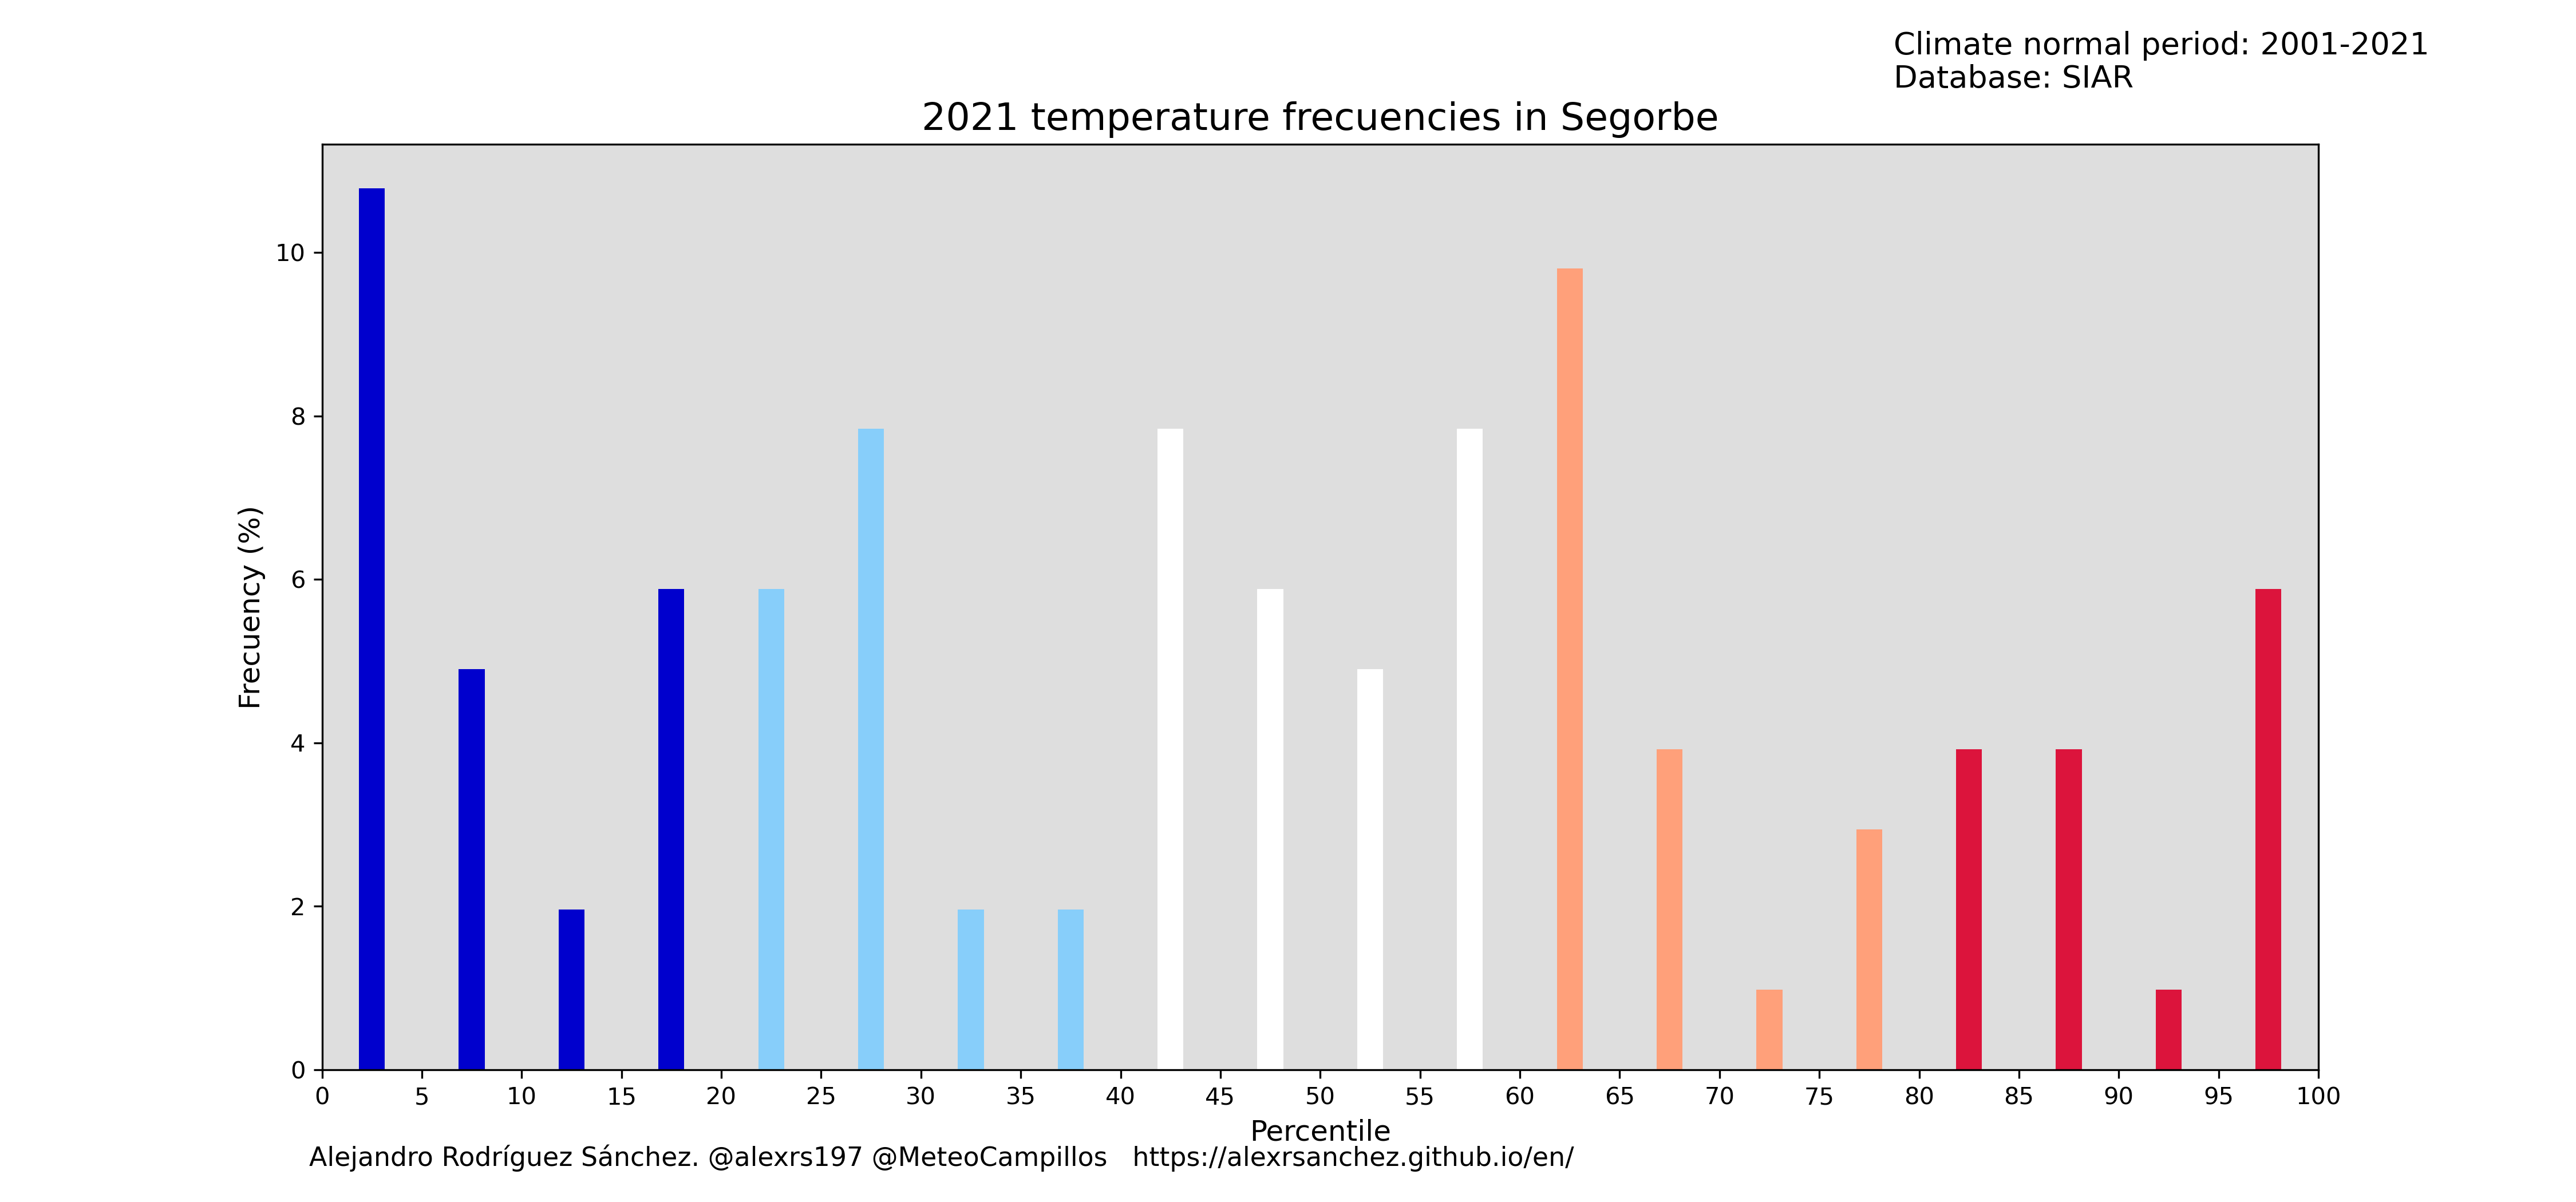 Climate normal period: 2001-2021
Database: SIAR
2021 temperature frecuencies in Segorbe
Frecuency (%)
10
8
6
4
2
0
0 5 10 15 20 25 30 35 40 45 50 55 60 65 70 75 80 85 90 95 100
Percentile
Alejandro Rodríguez Sánchez. @alexrs197 @MeteoCampillos https://alexrsanchez.github.io/en/